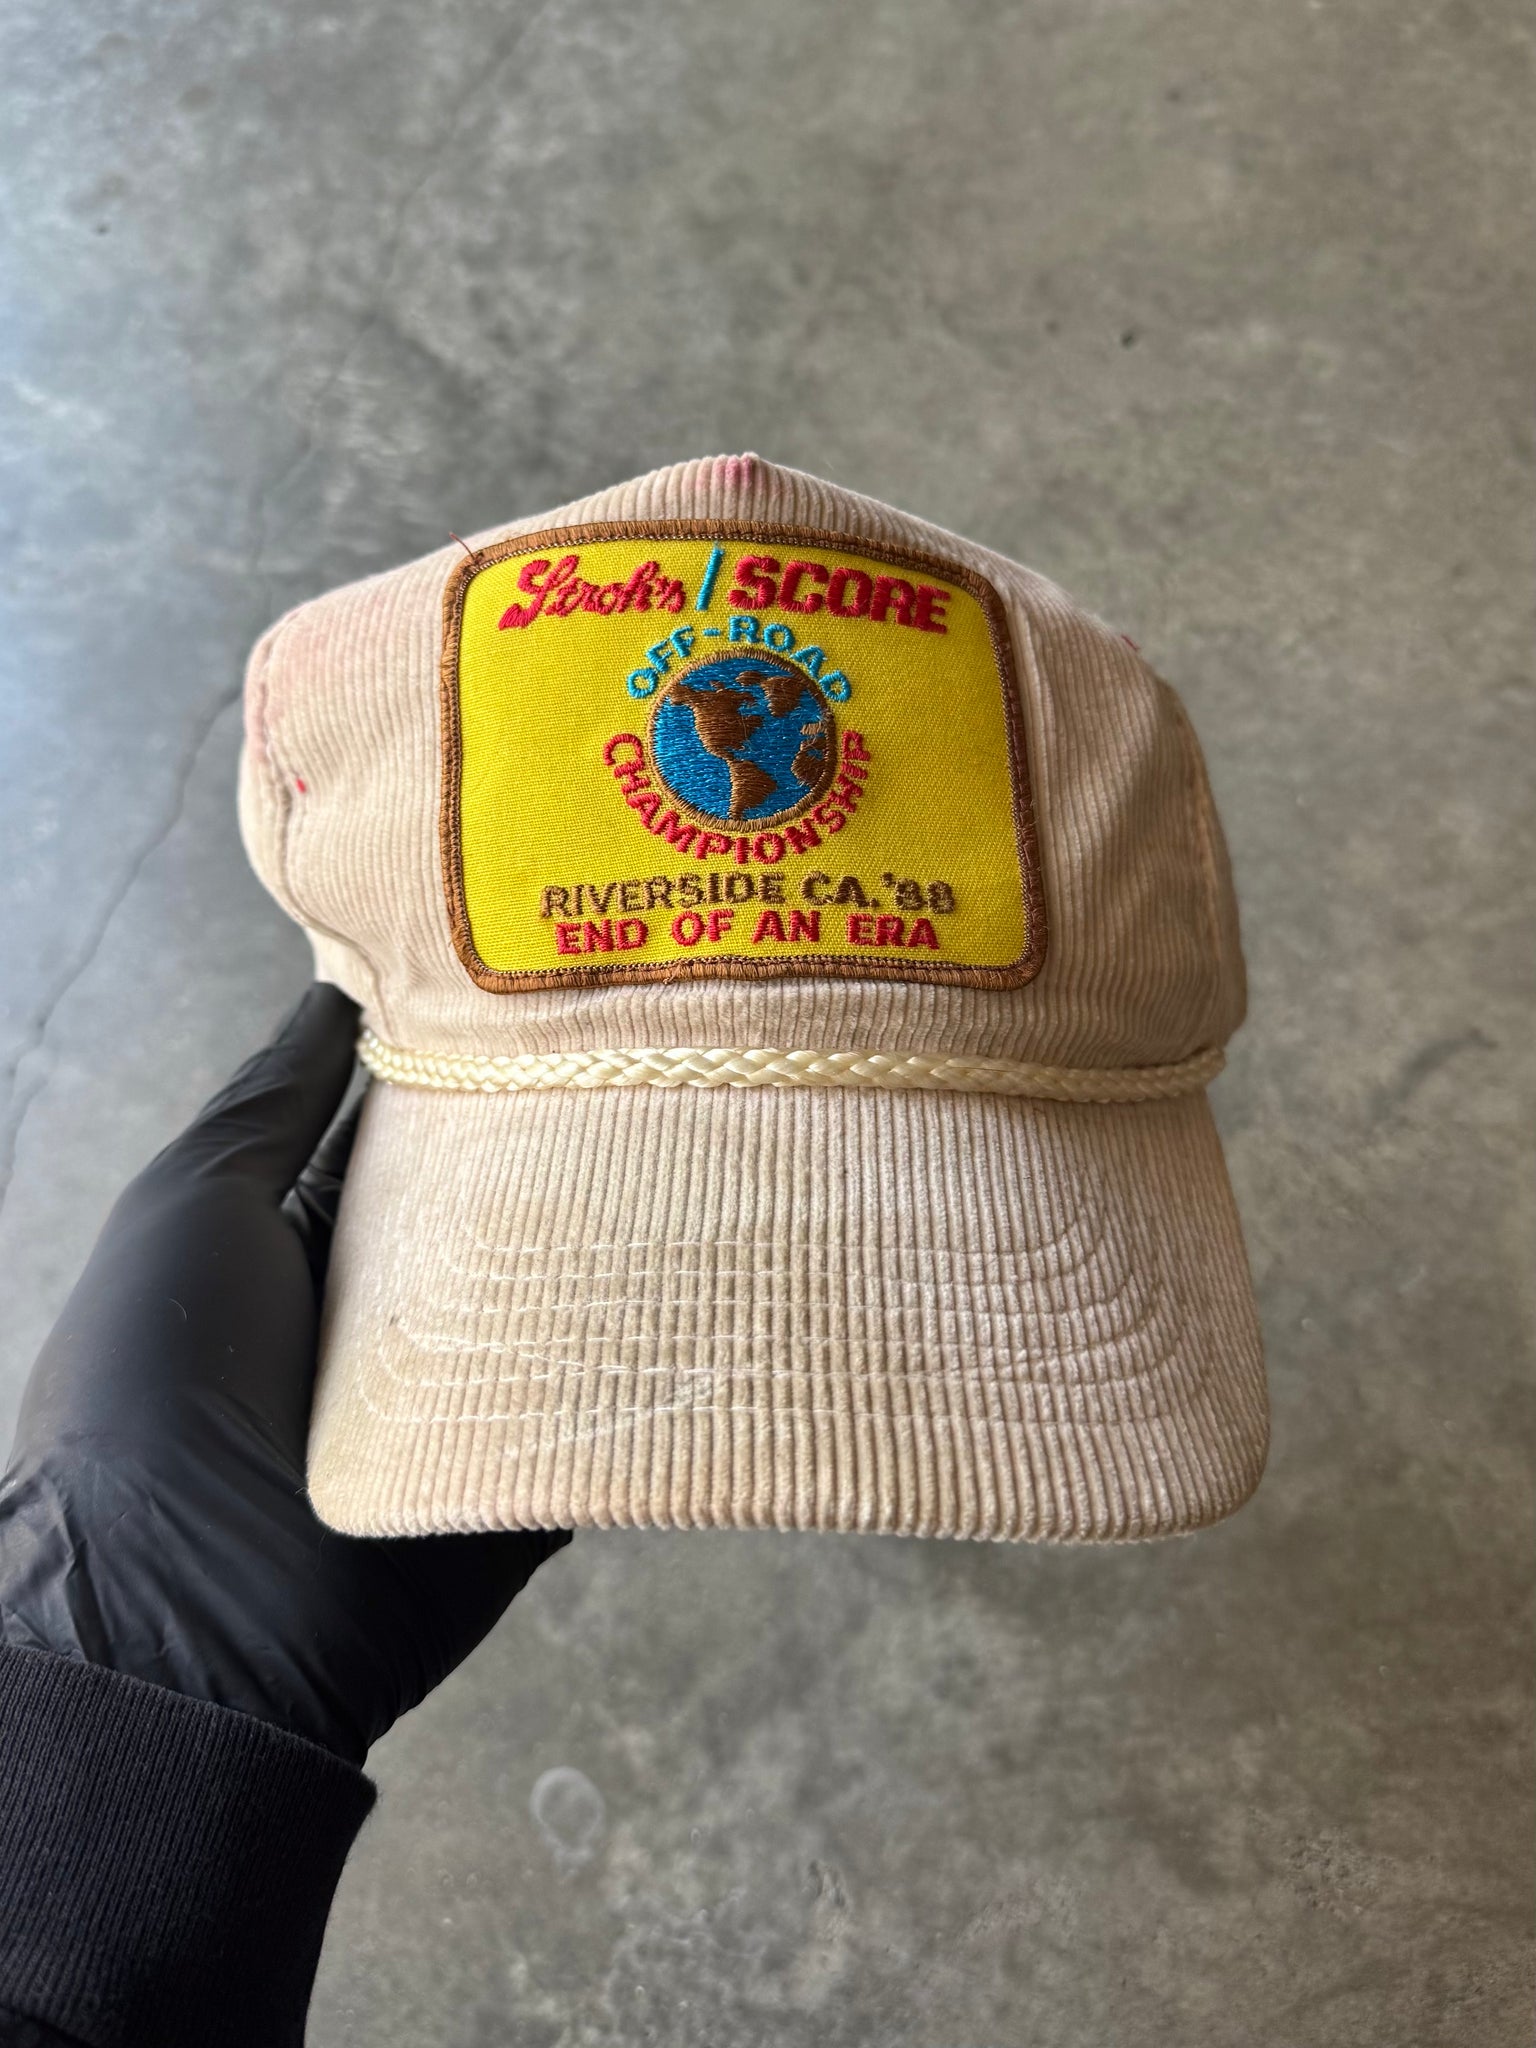 Stroh's / SCORE
OFF-ROAD
CHAMPIONSHIP
RIVERSIDE CA. '88
END OF AN ERA